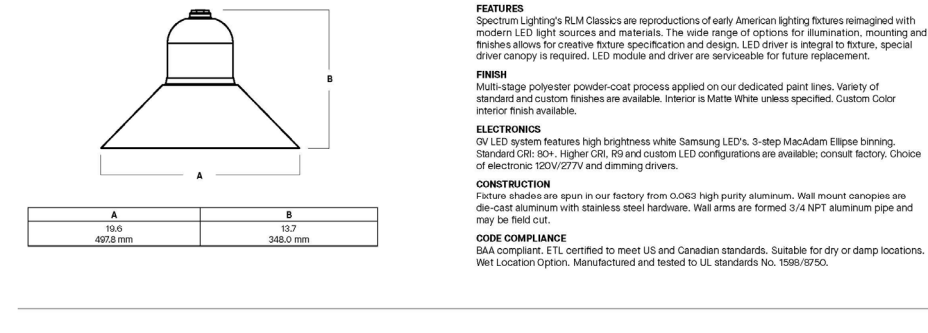 B
A
A B
19.6 13.7
497.8 mm 348.0 mm
FEATURES
Spectrum Lighting's RLM Classics are reproductions of early American lighting fixtures reimagined with
modern LED light sources and materials. The wide range of options for illumination, mounting and
finishes allows for creative fixture specification and design. LED driver is integral to fixture, special
driver canopy is required. LED module and driver are serviceable for future replacement.
FINISH
Multi-stage polyester powder-coat process applied on our dedicated paint lines. Variety of
standard and custom finishes are available. Interior is Matte White unless specified. Custom Color
interior finish available.
ELECTRONICS
GV LED system features high brightness white Samsung LED's. 3-step MacAdam Ellipse binning.
Standard CRI: 80+. Higher CRI, R9 and custom LED configurations are available; consult factory. Choice
of electronic 120V/277V and dimming drivers.
CONSTRUCTION
Fixture shades are spun in our factory from 0.063 high purity aluminum. Wall mount canopies are
die-cast aluminum with stainless steel hardware. Wall arms are formed 3/4 NPT aluminum pipe and
may be field cut.
CODE COMPLIANCE
BAA compliant. ETL certified to meet US and Canadian standards. Suitable for dry or damp locations.
Wet Location Option. Manufactured and tested to UL standards No. 1598/8750.